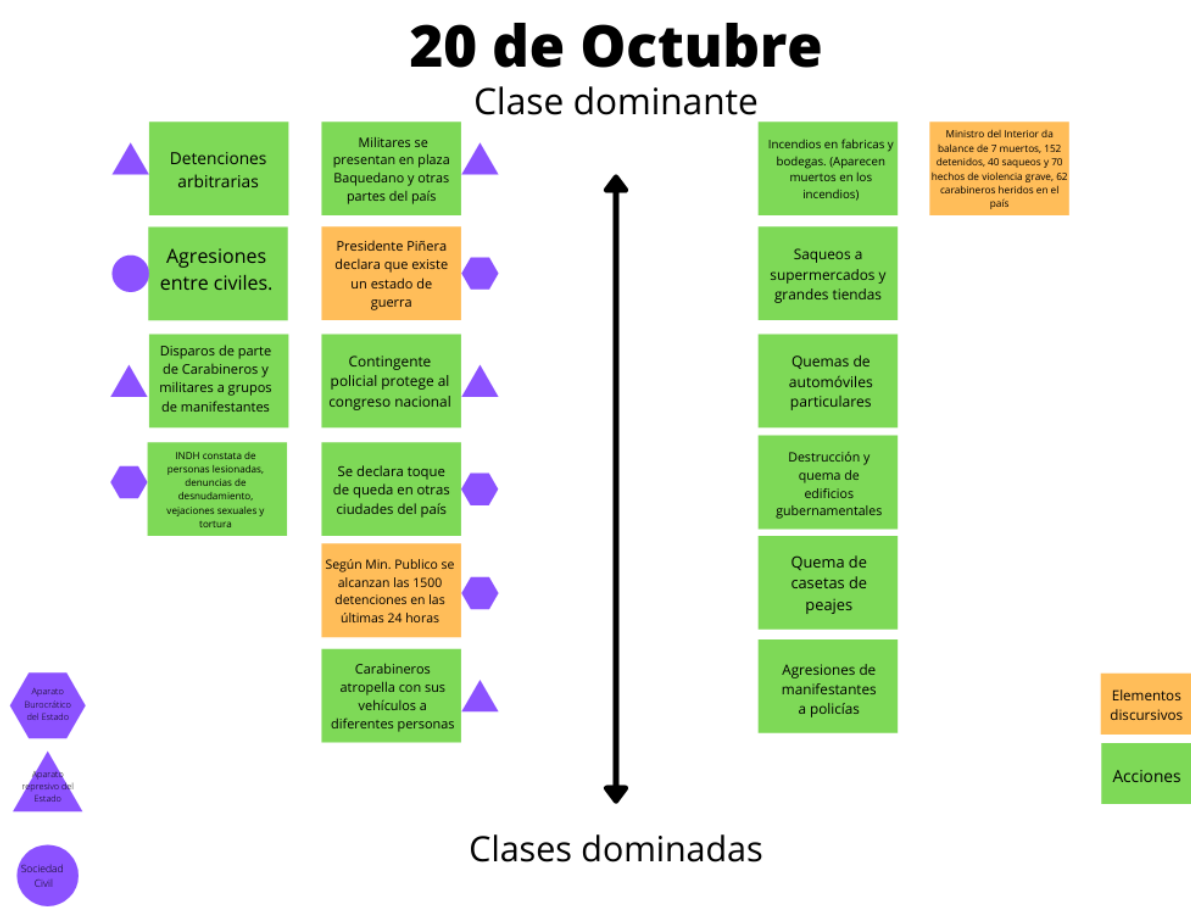 20 de Octubre
Clase dominante
Detenciones
arbitrarias
Militares se
presentan en plaza
Baquedano y otras
partes del país
Incendios en fabricas y
bodegas. (Aparecen
muertos en los
incendios)
Ministro del Interior da
balance de 7 muertos, 152
detenidos, 40 saqueos y 70
hechos de violencia grave, 62
carabineros heridos en el
país
Agresiones
entre civiles.
Presidente Piñera
declara que existe
un estado de
guerra
Saqueos a
supermercados y
grandes tiendas
Disparos de parte
de Carabineros y
militares a grupos
de manifestantes
Contingente
policial protege al
congreso nacional
Quemas de
automóviles
particulares
INDH constata de
personas lesionadas,
denuncias de
desnudamiento,
vejaciones sexuales y
tortura
Se declara toque
de queda en otras
ciudades del país
Destrucción y
quema de
edificios
gubernamentales
Según Min. Publico se
alcanzan las 1500
detenciones en las
últimas 24 horas
Quema de
casetas de
peajes
Carabineros
atropella con sus
vehículos a
diferentes personas
Agresiones de
manifestantes
a policías
Aparato
Burocrático
del Estado
Aparato
represivo del
Estado
Sociedad
Civil
Elementos
discursivos
Acciones
Clases dominadas